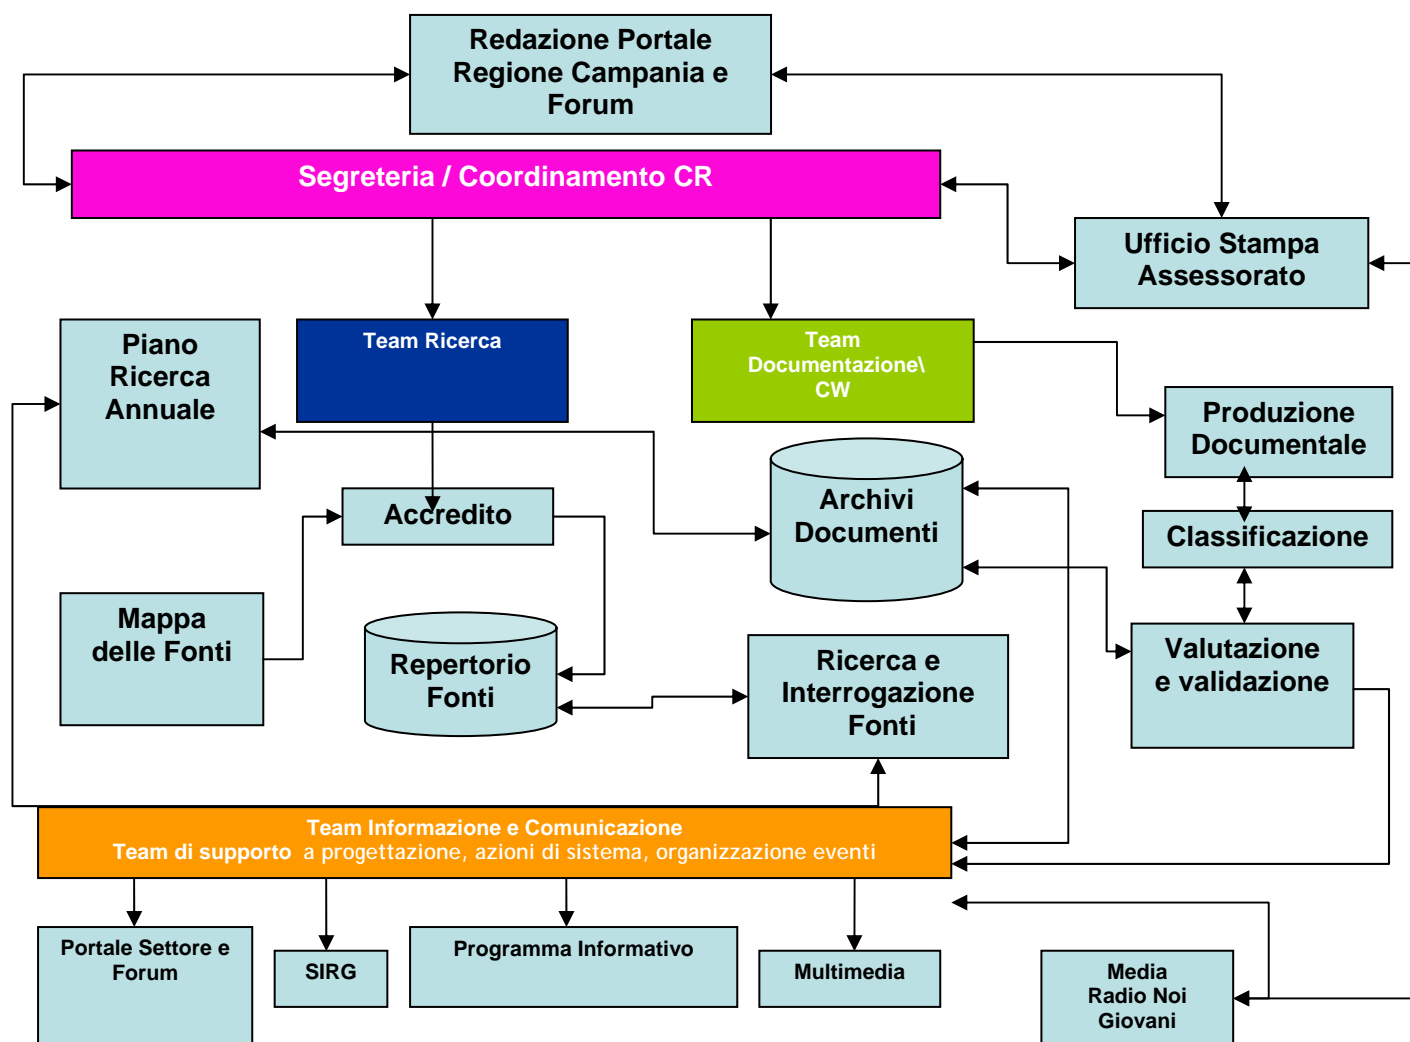 Redazione Portale
Regione Campania e
Forum
Segreteria / Coordinamento CR
Ufficio Stampa
Assessorato
Piano
Ricerca
Annuale
Team Ricerca
Team
Documentazione\
CW
Produzione
Documentale
Accredito
Archivi
Documenti
Classificazione
Mappa
delle Fonti
Repertorio
Fonti
Ricerca e
Interrogazione
Fonti
Valutazione
e validazione
Team Informazione e Comunicazione
Team di supporto a progettazione, azioni di sistema, organizzazione eventi
Portale Settore e
Forum
SIRG
Programma Informativo
Multimedia
Media
Radio Noi
Giovani